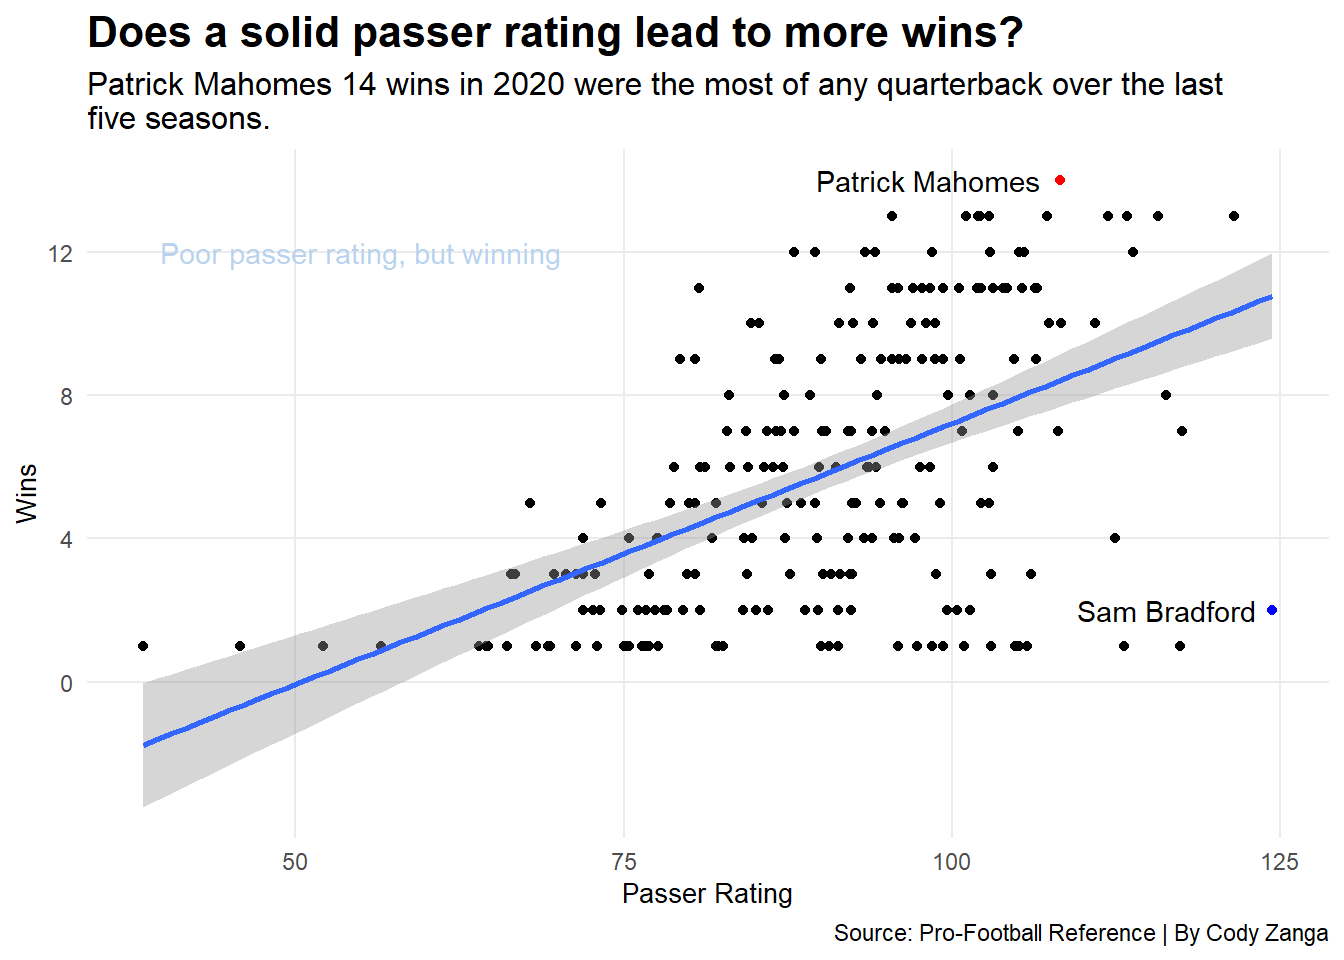 Does a solid passer rating lead to more wins?
Patrick Mahomes 14 wins in 2020 were the most of any quarterback over the last
five seasons.
Patrick Mahomes
Poor passer rating, but winning
12
8
4
0
Wins
Sam Bradford
50
75
100
125
Passer Rating
Source: Pro-Football Reference | By Cody Zanga